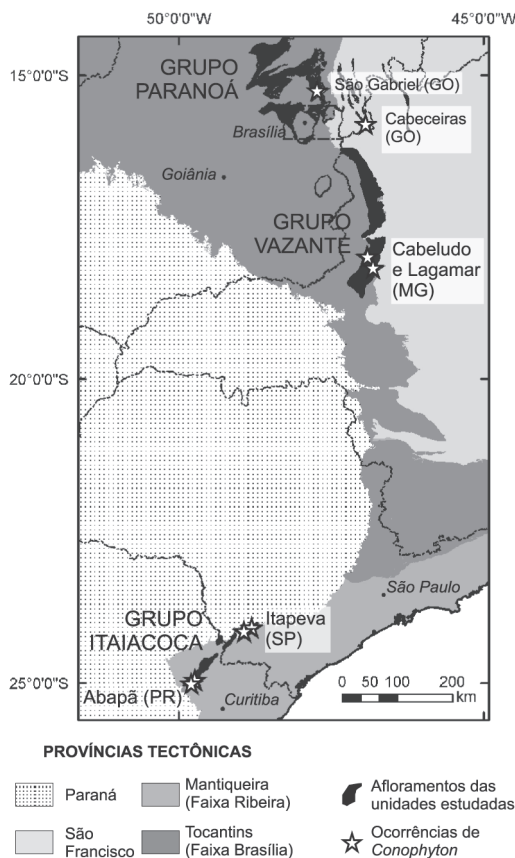 50°0'0"W
45°0'0"W
15°0'0"S
GRUPO
PARANOÁ
São Gabriel (GO)
Brasília
Cabeceiras
(GO)
Goiânia
GRUPO
VAZANTE
Cabeludo
e Lagamar
(MG)
20°0'0"S
São Paulo
GRUPO
ITAIACOCA
Itapeva
(SP)
25°0'0"S
Abapã (PR)
Curitiba
0 50 100 200
km
PROVÍNCIAS TECTÔNICAS
Paraná
Mantiqueira
(Faixa Ribeira)
Afloramentos das
unidades estudadas
São
Francisco
Tocantins
(Faixa Brasília)
Ocorrências de
Conophyton